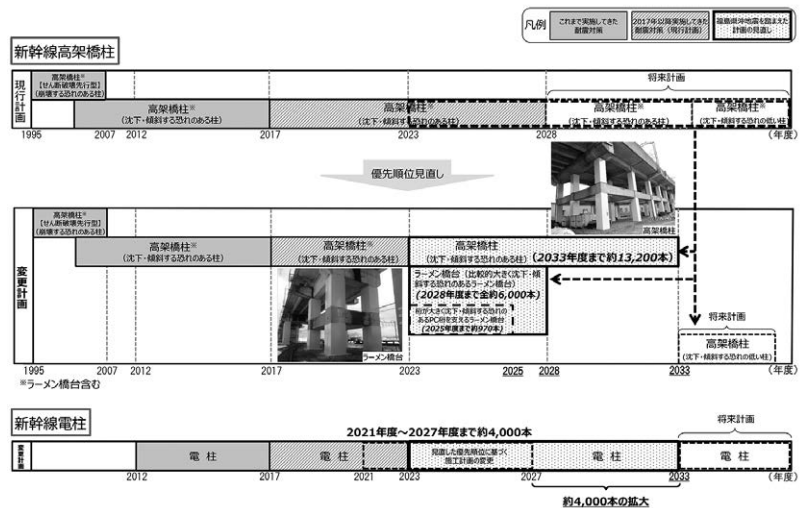 凡例
これまで実施してきた
耐震対策
2017年以降実施してきた
耐震対策（現行計画）
福島県沖地震を踏まえた
計画の見直し
新幹線高架橋柱
現行計画
高架橋柱※
【せん断破壊先行型】
(崩壊する恐れのある柱)
高架橋柱※
(沈下・傾斜する恐れのある柱)
高架橋柱※
(沈下・傾斜する恐れのある柱)
将来計画
高架橋柱※
(沈下・傾斜する恐れのある柱)
高架橋柱※
(沈下・傾斜する恐れの低い柱)
1995 2007 2012 2017 2023 2028 (年度)
優先順位見直し
高架橋柱
変更計画
高架橋柱※
【せん断破壊先行型】
(崩壊する恐れのある柱)
高架橋柱※
(沈下・傾斜する恐れのある柱)
高架橋柱※
(沈下・傾斜する恐れのある柱)
高架橋柱
(沈下・傾斜する恐れのある柱)
(2033年度まで約13,200本)
ラーメン橋台（比較的大きく沈下・傾
斜する恐れのあるラーメン橋台）
(2028年度まで全約6,000本)
桁が大きく沈下・傾斜する恐れの
あるPC桁を支えるラーメン橋台
(2025年度まで約970本)
ラーメン橋台
将来計画
高架橋柱
(沈下・傾斜する恐れの低い柱)
1995 2007 2012 2017 2023 2025 2028 2033 (年度)
※ラーメン橋台含む
新幹線電柱
2021年度～2027年度まで約4,000本
将来計画
変更計画
電 柱
電 柱
見直した優先順位に基づく
施工計画の変更
電 柱
電 柱
2012 2017 2021 2023 2027 2033 (年度)
約4,000本の拡大